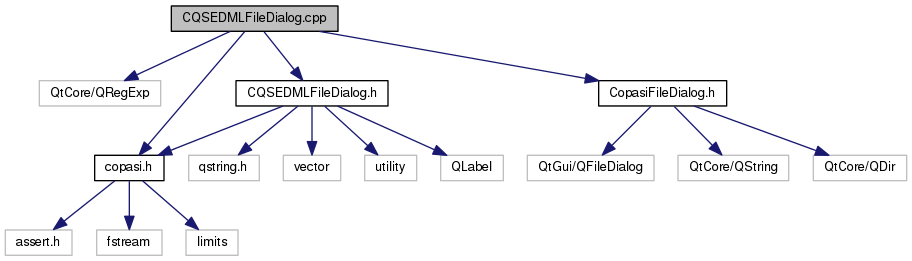 CQSEDMLFileDialog.cpp
QtCore/QRegExp
CQSEDMLFileDialog.h
CopasiFileDialog.h
copasi.h
qstring.h
vector
utility
QLabel
QtGui/QFileDialog
QtCore/QString
QtCore/QDir
assert.h
fstream
limits